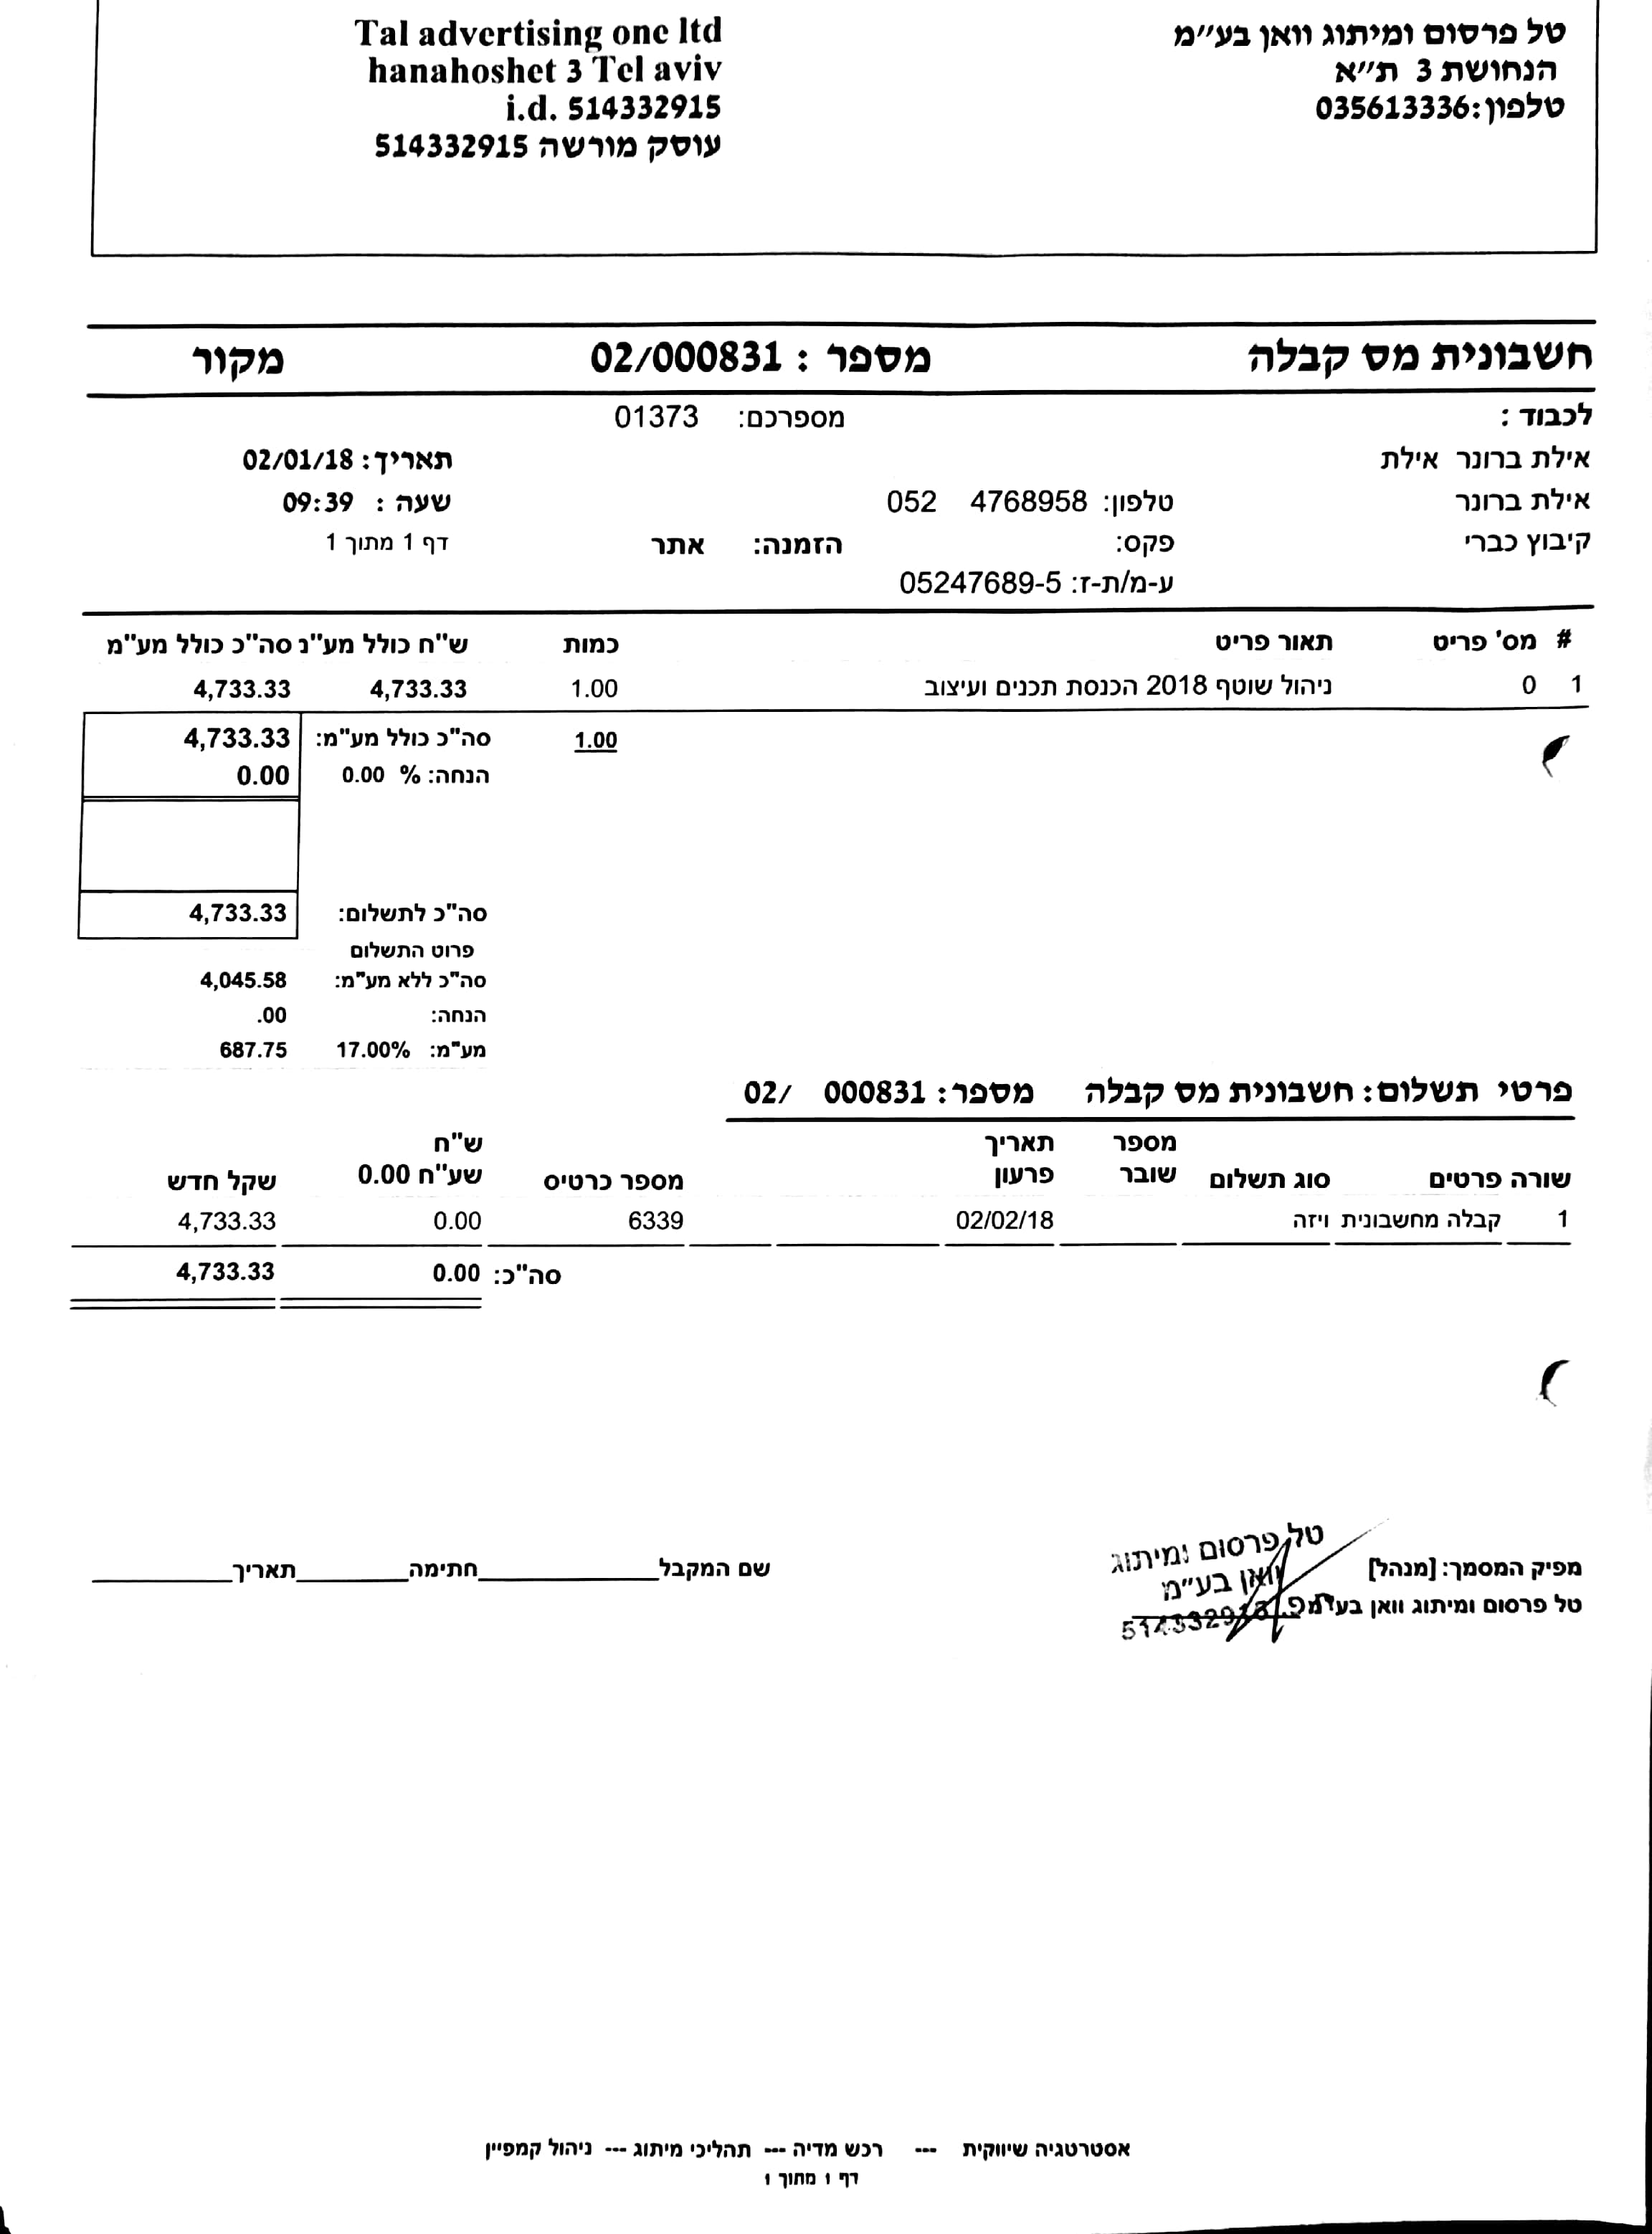 טל פרסום ומיתוג וואן בע״מ
הנחושת 3 ת״א
טלפון:035613336
Tal advertising one ltd
hanahoshet 3 Tel aviv
i.d. 514332915
עוסק מורשה 514332915
חשבונית מס קבלה מספר : 02/000831 מקור
לכבוד : מספרכם: 01373
אילת ברונר אילת תאריך: 02/01/18
אילת ברונר טלפון: 052 4768958 שעה : 09:39
קיבוץ כברי פקס: הזמנה: אתר דף 1 מתוך 1
ע-מ/ת-ז: 05247689-5
# מס' פריט תאור פריט כמות ש"ח כולל מע"נ סה"כ כולל מע"מ
1 0 ניהול שוטף 2018 הכנסת תכנים ועיצוב 1.00 4,733.33 4,733.33
1.00 סה"כ כולל מע"מ: 4,733.33
הנחה: % 0.00 0.00
סה"כ לתשלום: 4,733.33
פרוט התשלום
סה"כ ללא מע"מ: 4,045.58
הנחה: .00
מע"מ: 17.00% 687.75
פרטי תשלום: חשבונית מס קבלה מספר: 000831 /02
שורה פרטים סוג תשלום מספר שובר תאריך פרעון מספר כרטיס ש"ח שע"ח 0.00 שקל חדש
1 קבלה מחשבונית ויזה 02/02/18 6339 0.00 4,733.33
סה"כ: 0.00 4,733.33
טל פרסום ומיתוג
וואן בע״מ
ח.פ. 514332915
מפיק המסמך: [מנהל] שם המקבל חתימה תאריך
טל פרסום ומיתוג וואן בע״מ
אסטרטגיה שיווקית --- רכש מדיה --- תהליכי מיתוג --- ניהול קמפיין
דף 1 מתוך 1